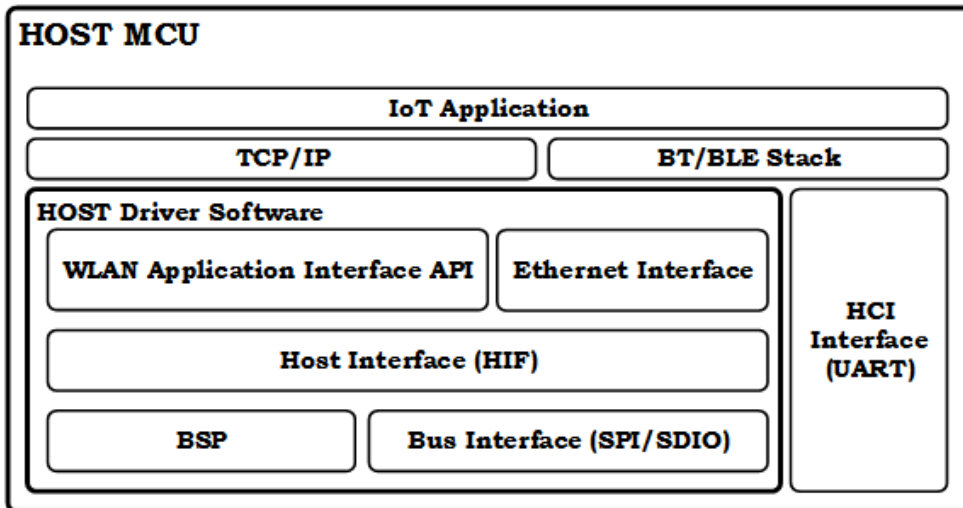 HOST MCU
IoT Application
TCP/IP
BT/BLE Stack
HOST Driver Software
WLAN Application Interface API
Ethernet Interface
Host Interface (HIF)
BSP
Bus Interface (SPI/SDIO)
HCI
Interface
(UART)